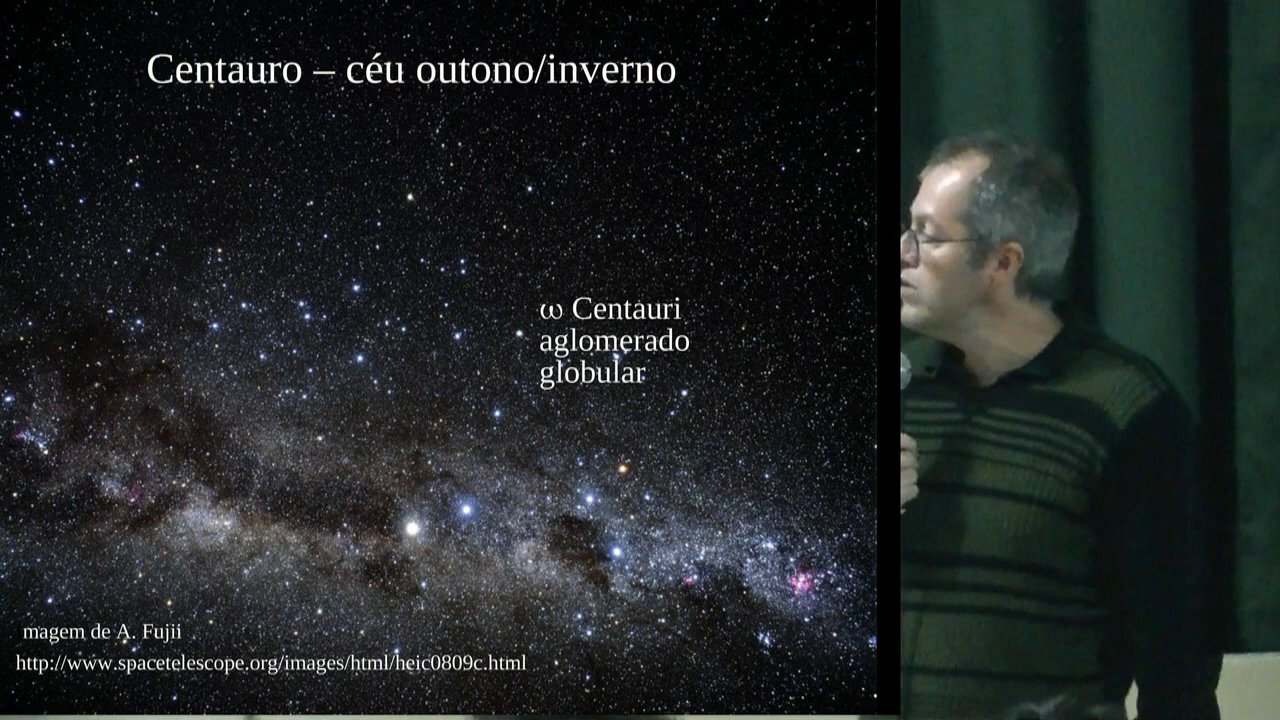 Centauro – céu outono/inverno
ω Centauri
aglomerado
globular
magem de A. Fujii
http://www.spacetelescope.org/images/html/heic0809c.html